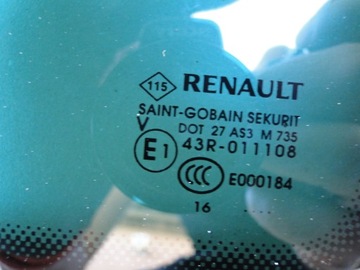 115 RENAULT
SAINT-GOBAIN SEKURIT
V DOT 27 AS3 M 735
E1 43R-011108
CCC E000184
16 ....